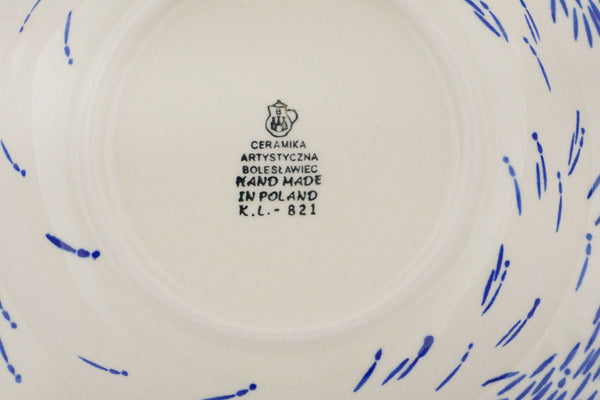 B
CERAMIKA
ARTYSTYCZNA
BOLESŁAWIEC
HAND MADE
IN POLAND
K.L.- 821